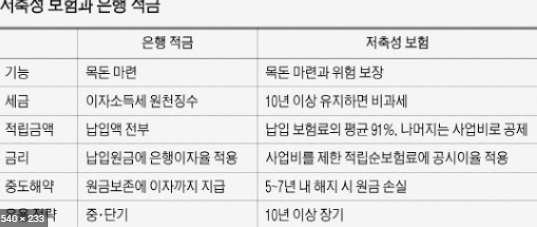 저축성 보험과 은행 적금
은행 적금 저축성 보험
기능 목돈 마련 목돈 마련과 위험 보장
세금 이자소득세 원천징수 10년 이상 유지하면 비과세
적립금액 납입액 전부 납입 보험료의 평균 91%, 나머지는 사업비로 공제
금리 납입원금에 은행이자율 적용 사업비를 제한 적립순보험료에 공시이율 적용
중도해약 원금보존에 이자까지 지급 5~7년 내 해지 시 원금 손실
전략 중·단기 10년 이상 장기
540 × 233